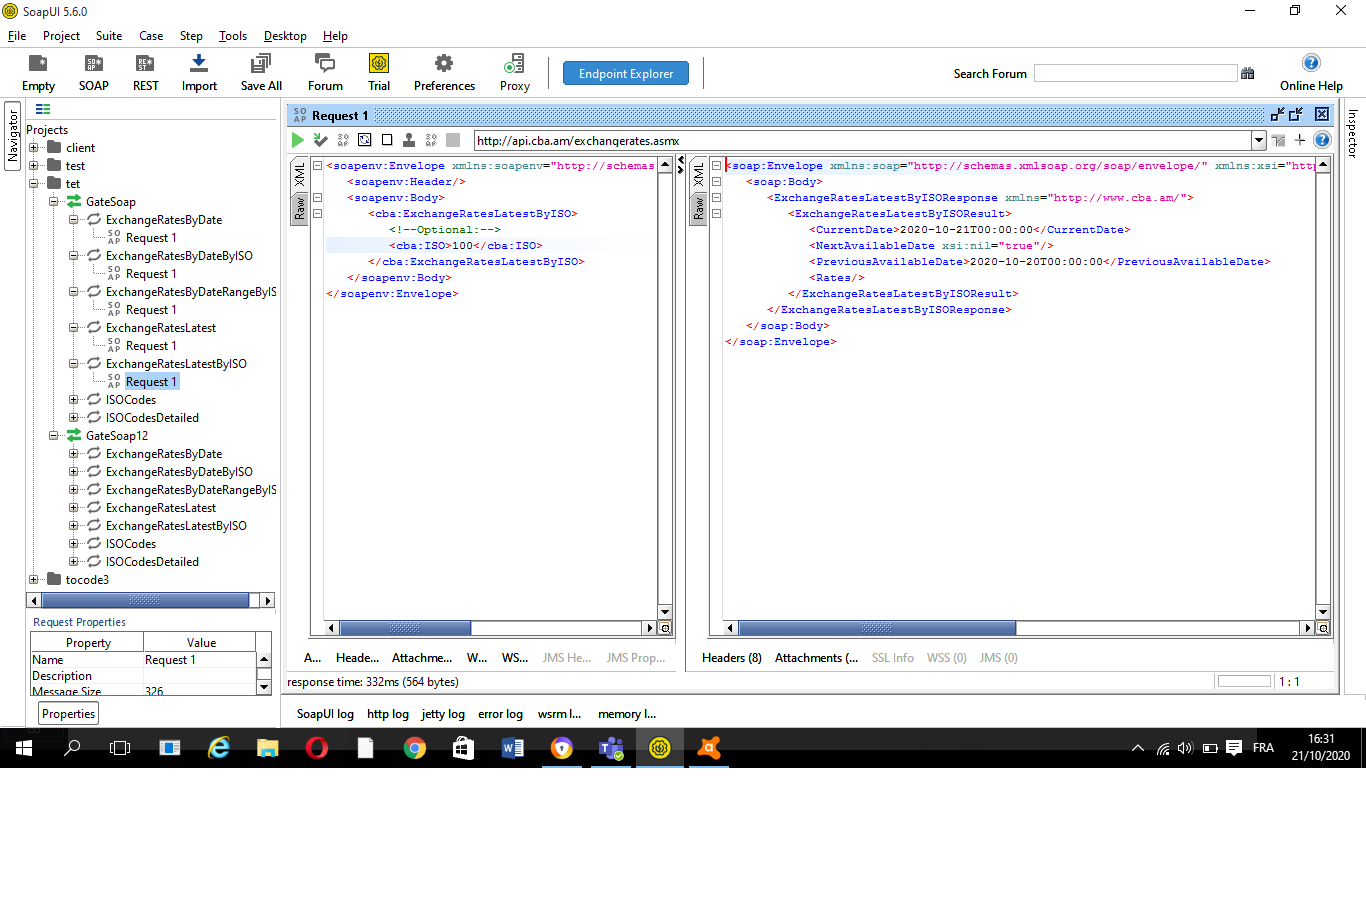 SoapUI 5.6.0
File Project Suite Case Step Tools Desktop Help
Empty SOAP REST Import Save All Forum Trial Preferences Proxy Endpoint Explorer Search Forum Online Help
Navigator
Projects
client
test
tet
GateSoap
ExchangeRatesByDate
Request 1
ExchangeRatesByDateByISO
Request 1
ExchangeRatesByDateRangeByIS
Request 1
ExchangeRatesLatest
Request 1
ExchangeRatesLatestByISO
Request 1
ISOCodes
ISOCodesDetailed
GateSoap12
ExchangeRatesByDate
ExchangeRatesByDateByISO
ExchangeRatesByDateRangeByIS
ExchangeRatesLatest
ExchangeRatesLatestByISO
ISOCodes
ISOCodesDetailed
tocode3
Request Properties
Property Value
Name Request 1
Description
Message Size 326
Properties
Request 1
http://api.cba.am/exchangerates.asmx
XML
Raw
<soapenv:Envelope xmlns:soapenv="http://schemas
<soapenv:Header/>
<soapenv:Body>
<cba:ExchangeRatesLatestByISO>
<!--Optional:-->
<cba:ISO>100</cba:ISO>
</cba:ExchangeRatesLatestByISO>
</soapenv:Body>
</soapenv:Envelope>
A... Heade... Attachme... W... WS... JMS He... JMS Prop...
XML
Raw
<soap:Envelope xmlns:soap="http://schemas.xmlsoap.org/soap/envelope/" xmlns:xsi="http
<soap:Body>
<ExchangeRatesLatestByISOResponse xmlns="http://www.cba.am/">
<ExchangeRatesLatestByISOResult>
<CurrentDate>2020-10-21T00:00:00</CurrentDate>
<NextAvailableDate xsi:nil="true"/>
<PreviousAvailableDate>2020-10-20T00:00:00</PreviousAvailableDate>
<Rates/>
</ExchangeRatesLatestByISOResult>
</ExchangeRatesLatestByISOResponse>
</soap:Body>
</soap:Envelope>
Headers (8) Attachments (... SSL Info WSS (0) JMS (0)
response time: 332ms (564 bytes)
1 : 1
Inspector
SoapUI log http log jetty log error log wsrm l... memory l...
FRA
16:31
21/10/2020